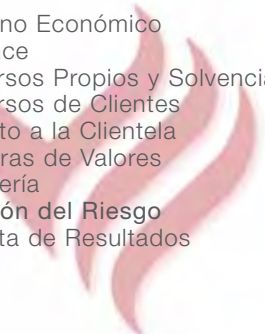 no Económico
nce
rsos Propios y Solvencia
rsos de Clientes
to a la Clientela
ras de Valores
ería
ón del Riesgo
ta de Resultados